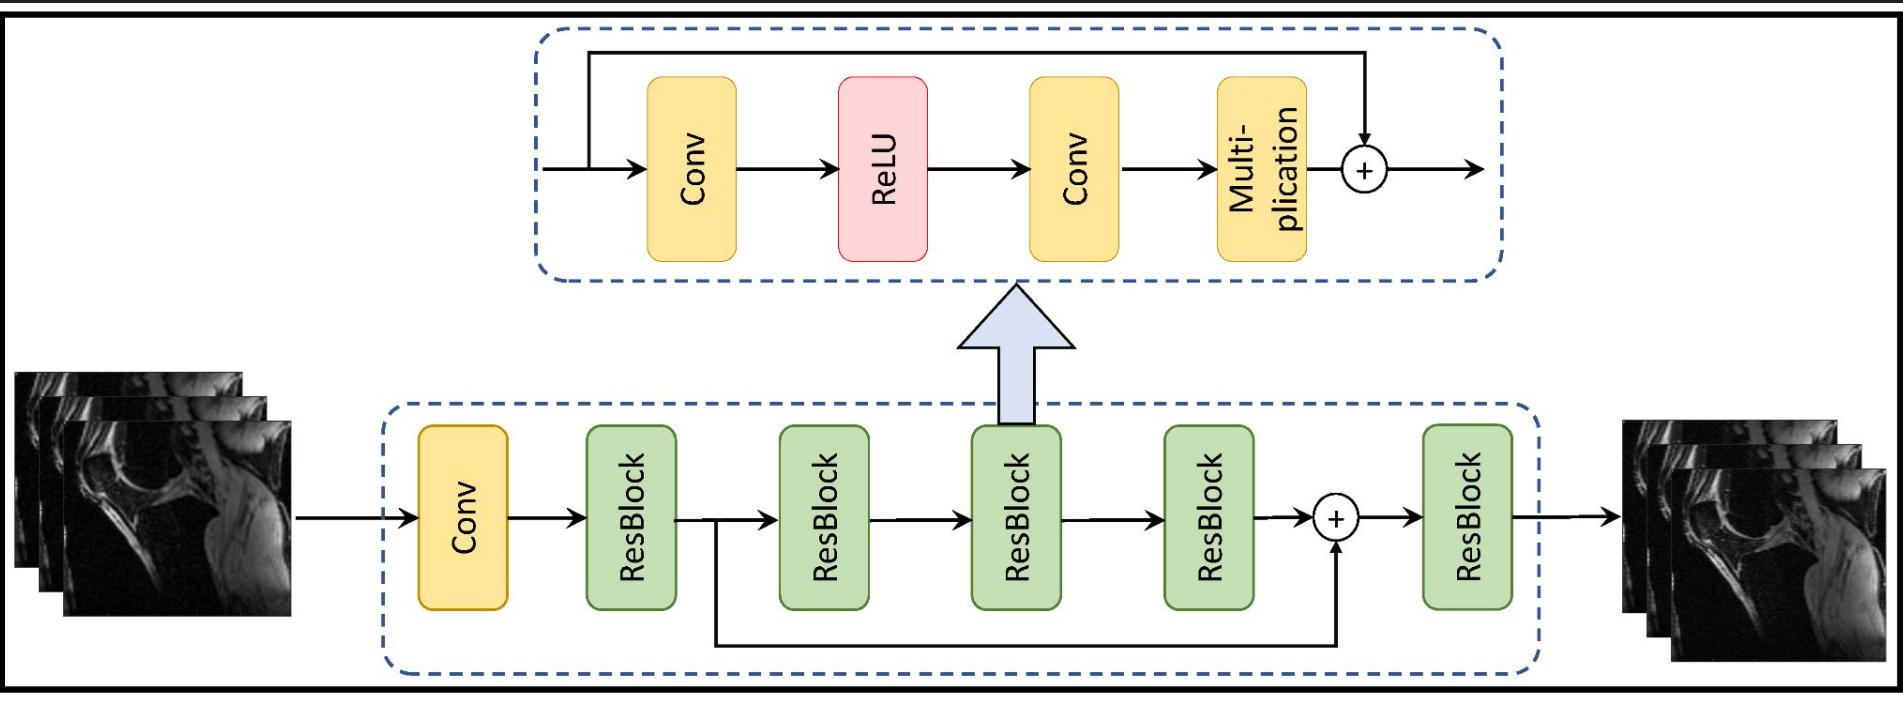 Conv
ReLU
Conv
Multi-
plication
+
Conv
ResBlock
ResBlock
ResBlock
ResBlock
+
ResBlock